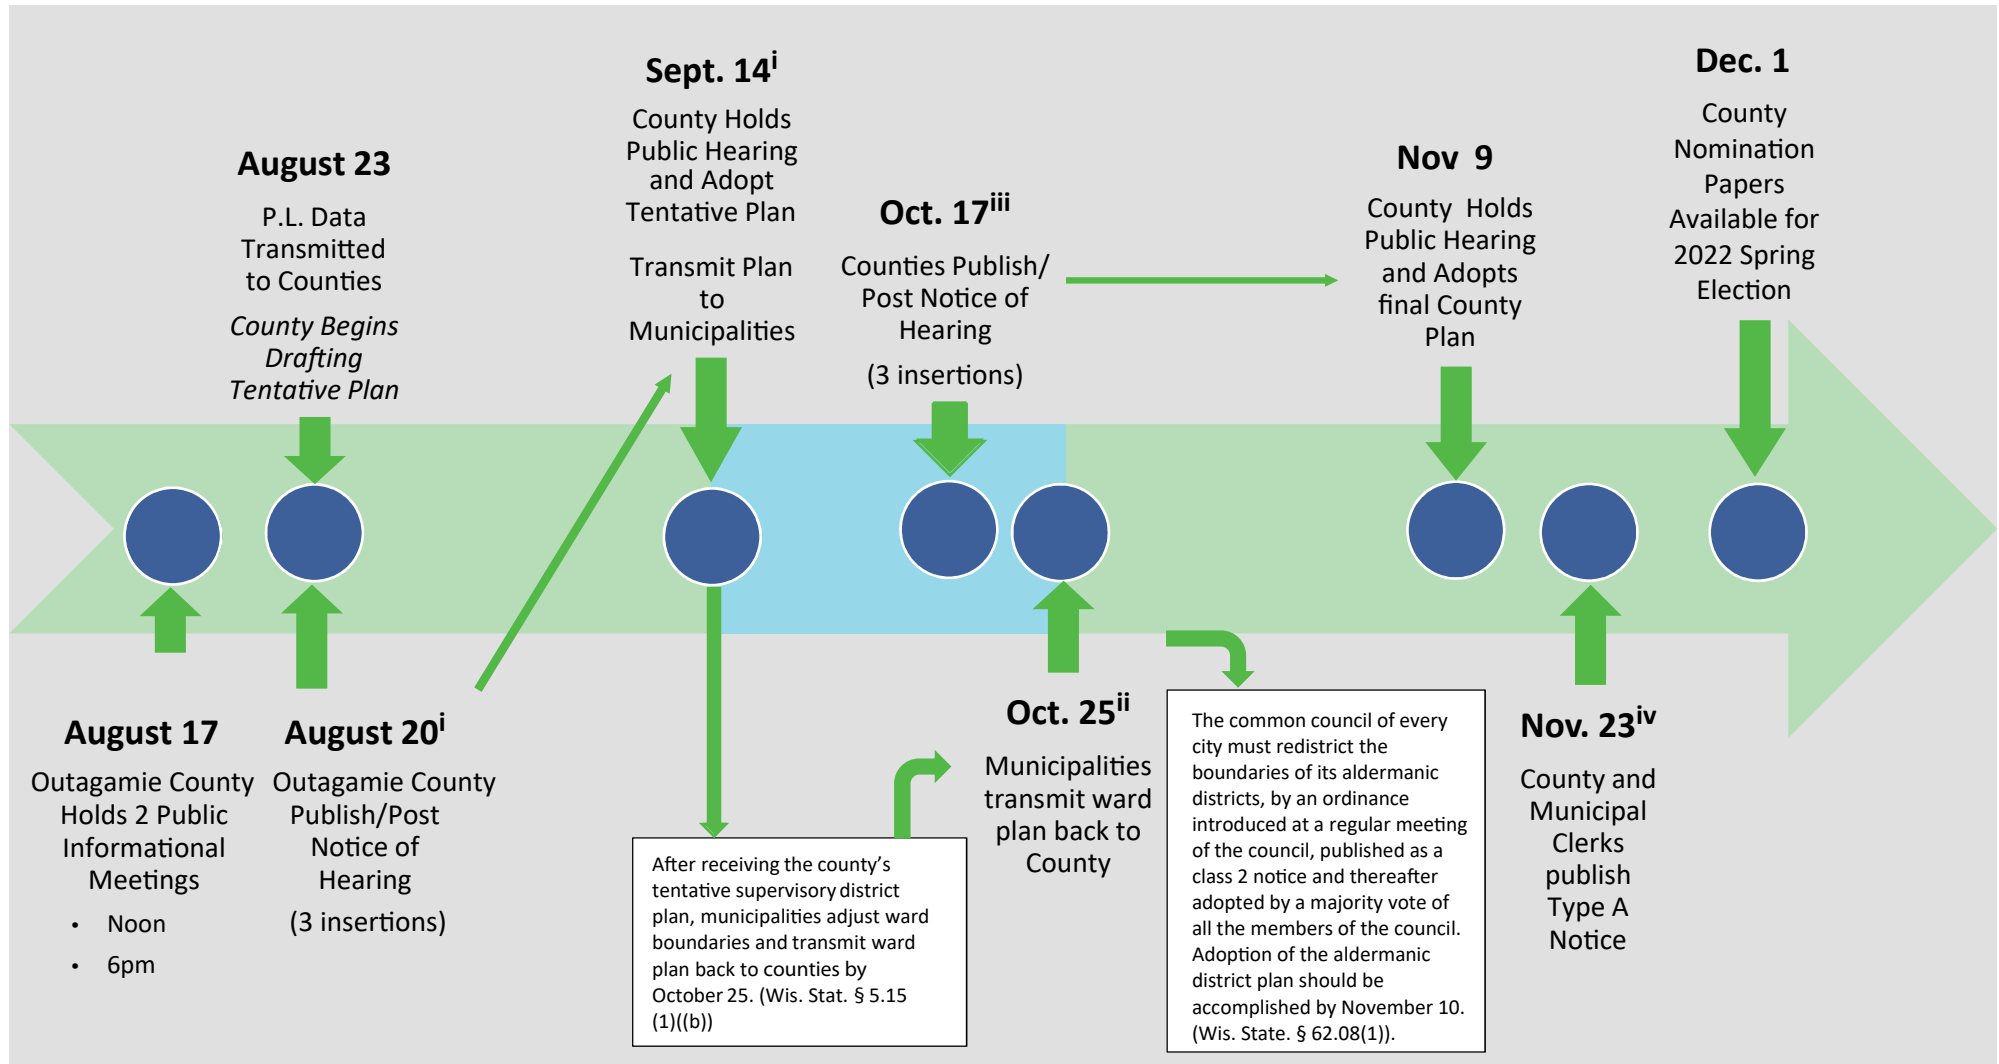 Sept. 14i
County Holds
Public Hearing
and Adopt
Tentative Plan
Transmit Plan
to
Municipalities
Dec. 1
County
Nomination
Papers
Available for
2022 Spring
Election
August 23
P.L. Data
Transmitted
to Counties
County Begins
Drafting
Tentative Plan
Oct. 17iii
Counties Publish/
Post Notice of
Hearing
(3 insertions)
Nov 9
County Holds
Public Hearing
and Adopts
final County
Plan
August 17
Outagamie County
Holds 2 Public
Informational
Meetings
• Noon
• 6pm
August 20i
Outagamie County
Publish/Post
Notice of
Hearing
(3 insertions)
After receiving the county's
tentative supervisory district
plan, municipalities adjust ward
boundaries and transmit ward
plan back to counties by
October 25. (Wis. Stat. § 5.15
(1)((b))
Oct. 25ii
Municipalities
transmit ward
plan back to
County
The common council of every
city must redistrict the
boundaries of its aldermanic
districts, by an ordinance
introduced at a regular meeting
of the council, published as a
class 2 notice and thereafter
adopted by a majority vote of
all the members of the council.
Adoption of the aldermanic
district plan should be
accomplished by November 10.
(Wis. State. § 62.08(1)).
Nov. 23iv
County and
Municipal
Clerks
publish
Type A
Notice